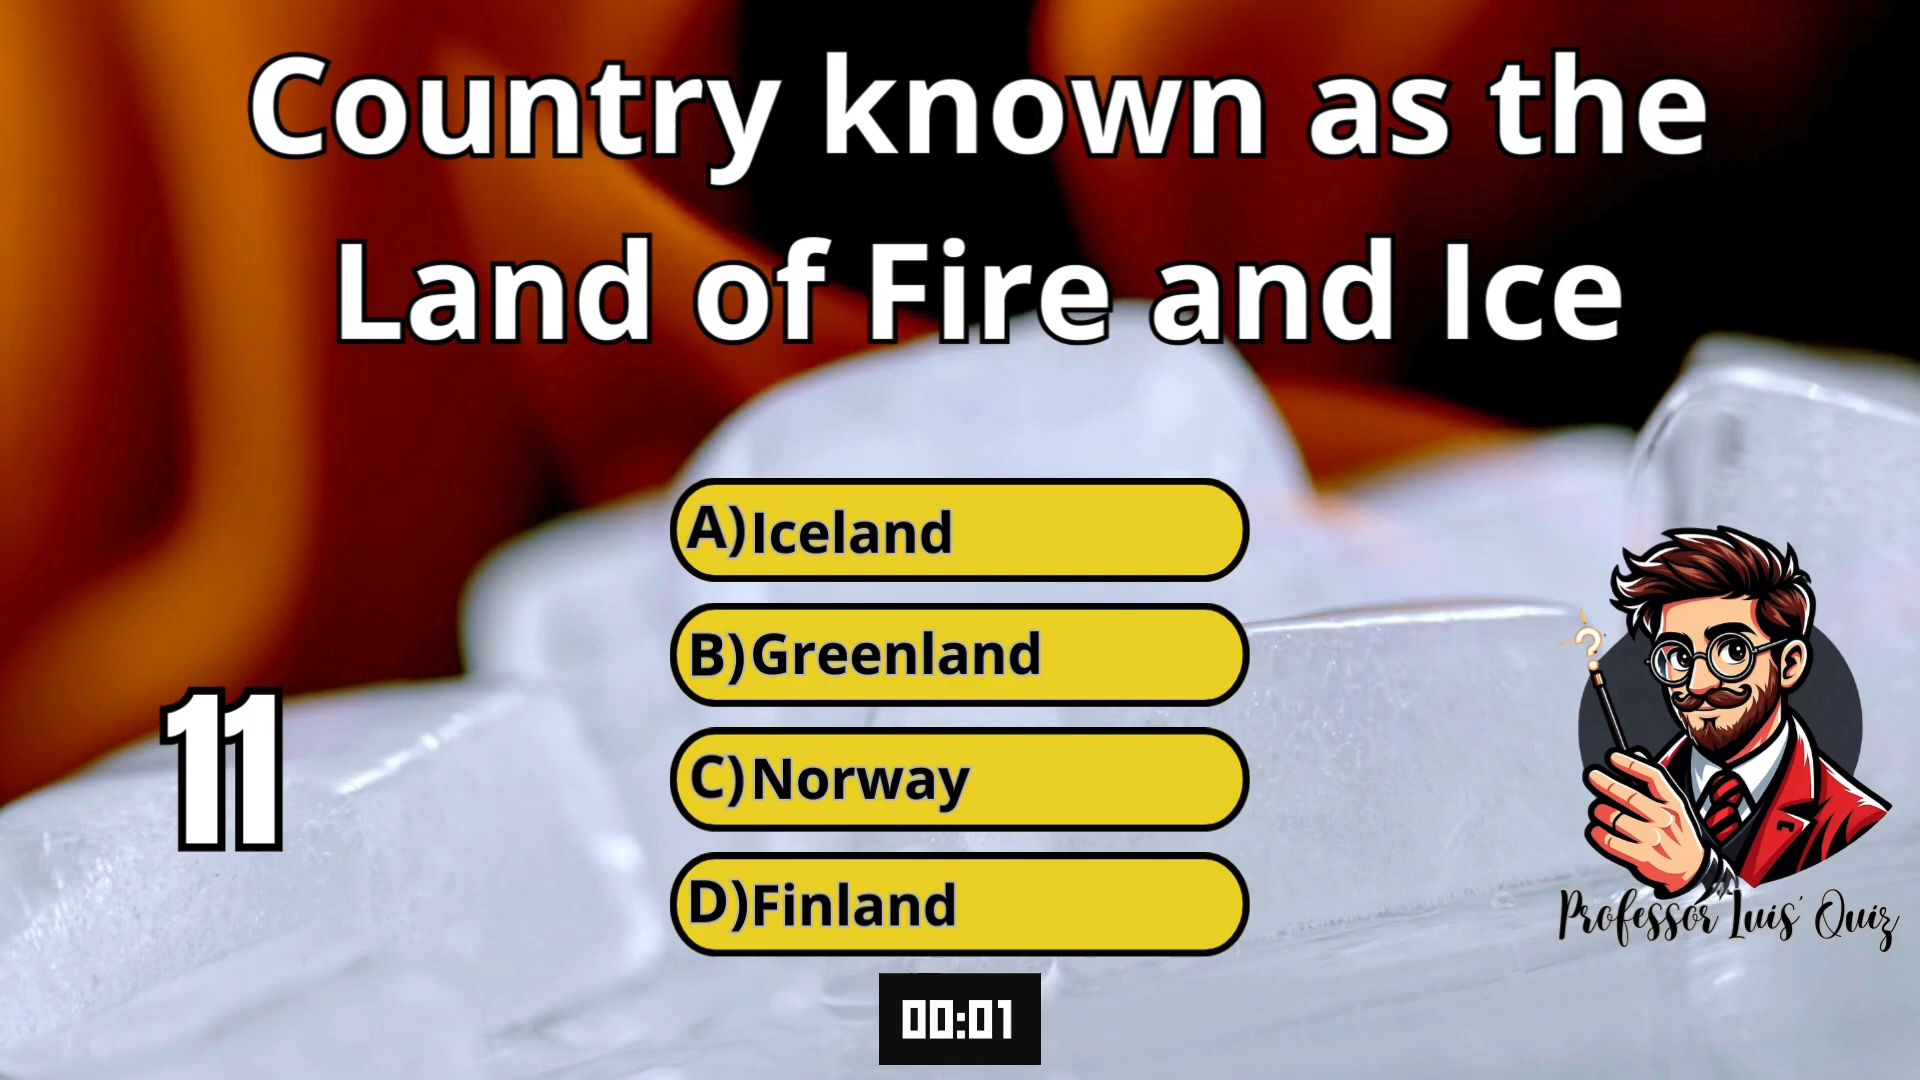 Country known as the
Land of Fire and Ice
A) Iceland
B) Greenland
C) Norway
D) Finland
11
Professor Luis' Quiz
00:01